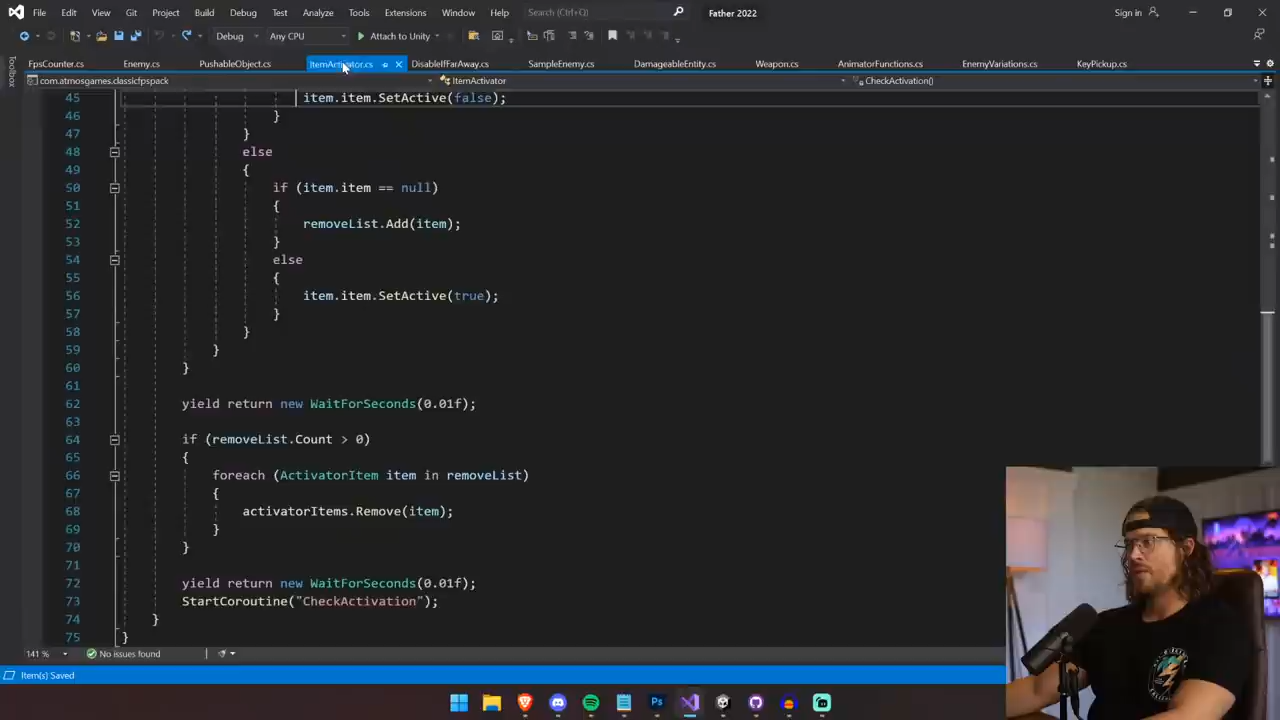 File Edit View Git Project Build Debug Test Analyze Tools Extensions Window Help Search (Ctrl+Q) Father 2022 Sign in
Debug Any CPU Attach to Unity
FpsCounter.cs Enemy.cs PushableObject.cs ItemActivator.cs DisableIfFarAway.cs SampleEnemy.cs DamageableEntity.cs Weapon.cs AnimatorFunctions.cs EnemyVariations.cs KeyPickup.cs
Toolbox
com.atmosgames.classicfpspack ItemActivator CheckActivation()
45 item.item.SetActive(false);
46 }
47 }
48 else
49 {
50 if (item.item == null)
51 {
52 removeList.Add(item);
53 }
54 else
55 {
56 item.item.SetActive(true);
57 }
58 }
59 }
60 }
61
62 yield return new WaitForSeconds(0.01f);
63
64 if (removeList.Count > 0)
65 {
66 foreach (ActivatorItem item in removeList)
67 {
68 activatorItems.Remove(item);
69 }
70 }
71
72 yield return new WaitForSeconds(0.01f);
73 StartCoroutine("CheckActivation");
74 }
75 }
141 % No issues found
Item(s) Saved
Ps